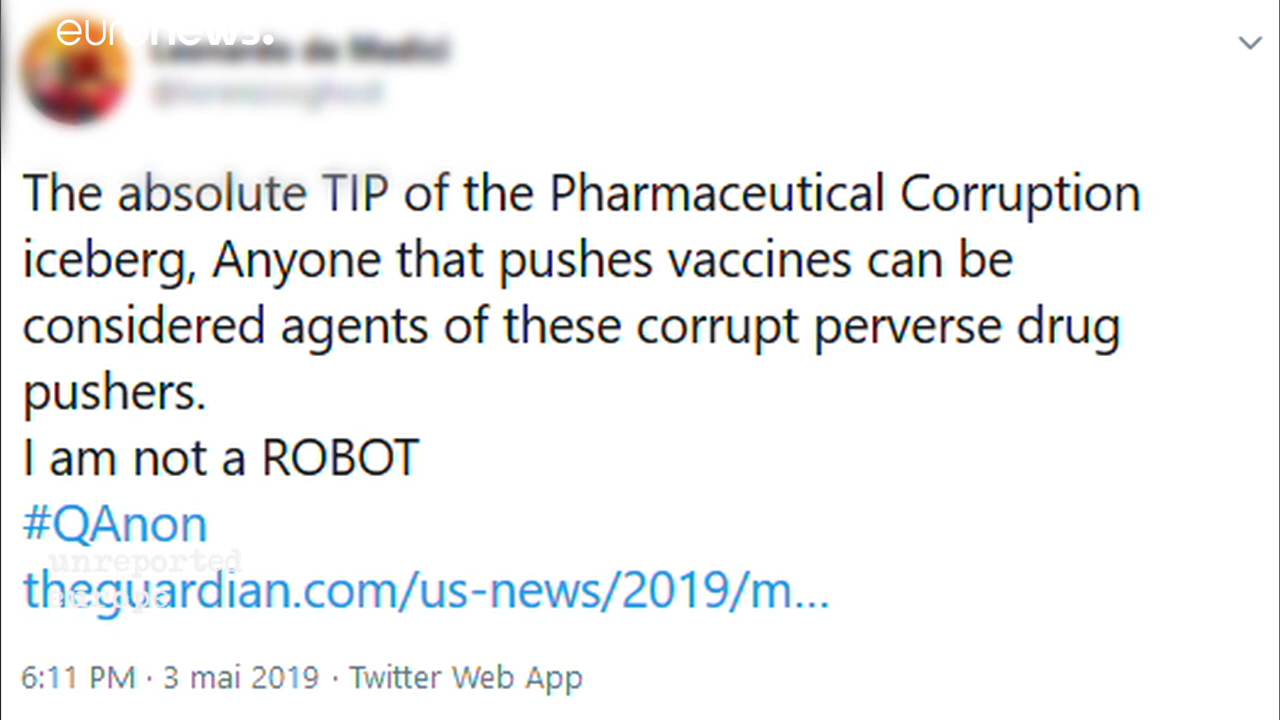 euronews.
The absolute TIP of the Pharmaceutical Corruption
iceberg, Anyone that pushes vaccines can be
considered agents of these corrupt perverse drug
pushers.
I am not a ROBOT
#QAnon
unreported
theguardian.com/us-news/2019/m...
europe
6:11 PM · 3 mai 2019 · Twitter Web App